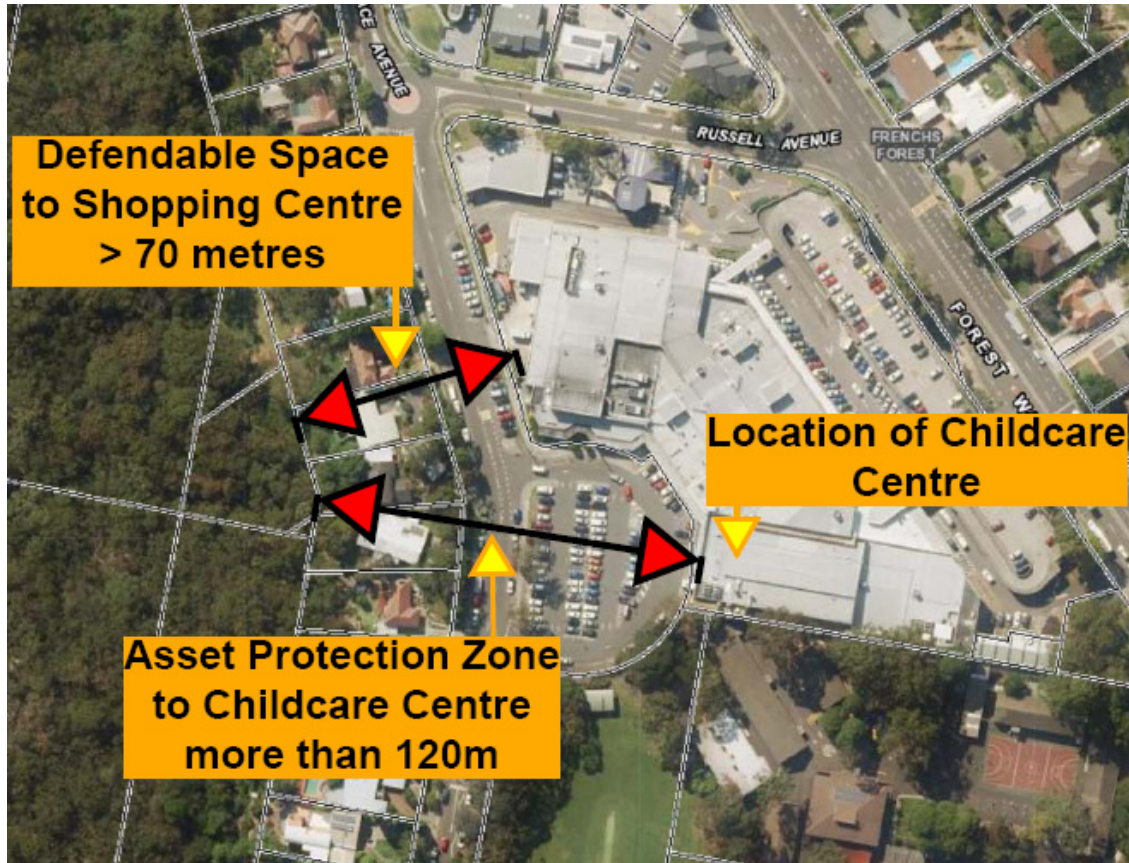 CE AVENUE
RUSSELL AVENUE
FRENCHS
FOREST
Defendable Space
to Shopping Centre
> 70 metres
FOREST W
Location of Childcare
Centre
Asset Protection Zone
to Childcare Centre
more than 120m